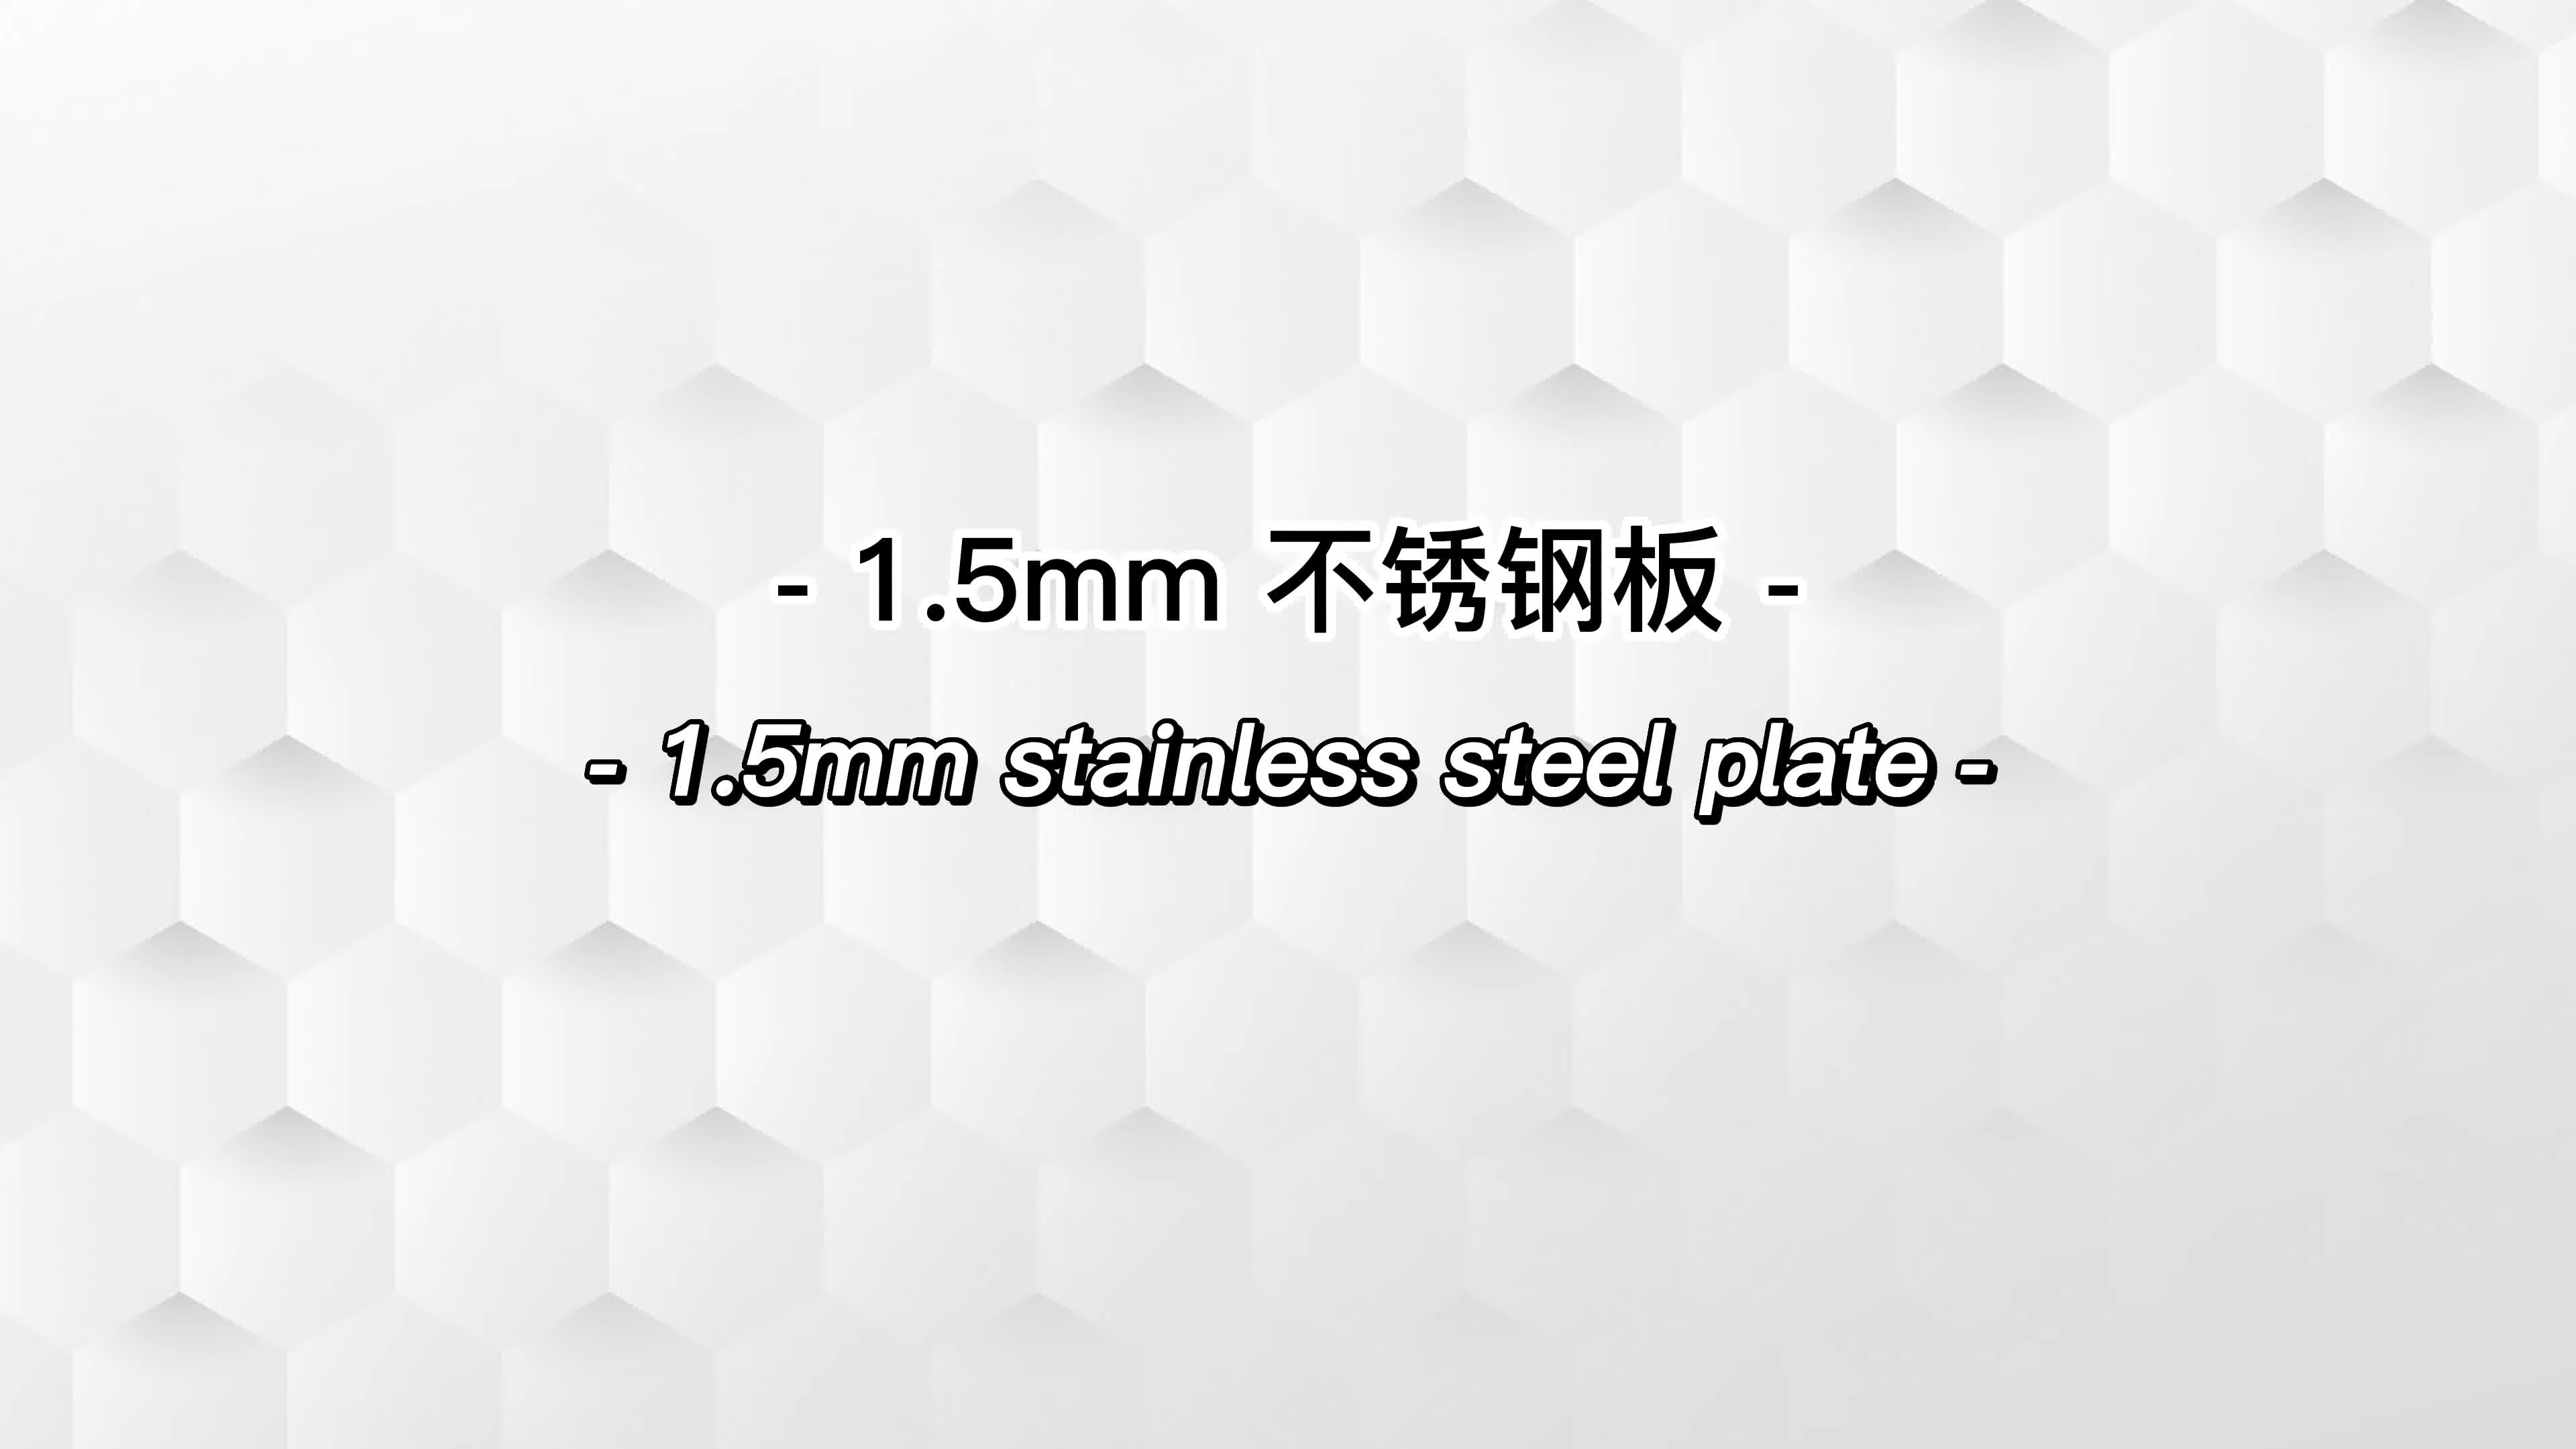 - 1.5mm 不锈钢板 -
- 1.5mm stainless steel plate -